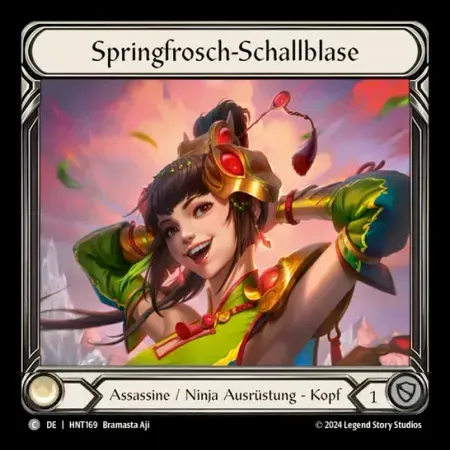 Springfrosch-Schallblase
Assassine / Ninja Ausrüstung - Kopf
1
C DE | HNT169 Bramasta Aji
© 2024 Legend Story Studios